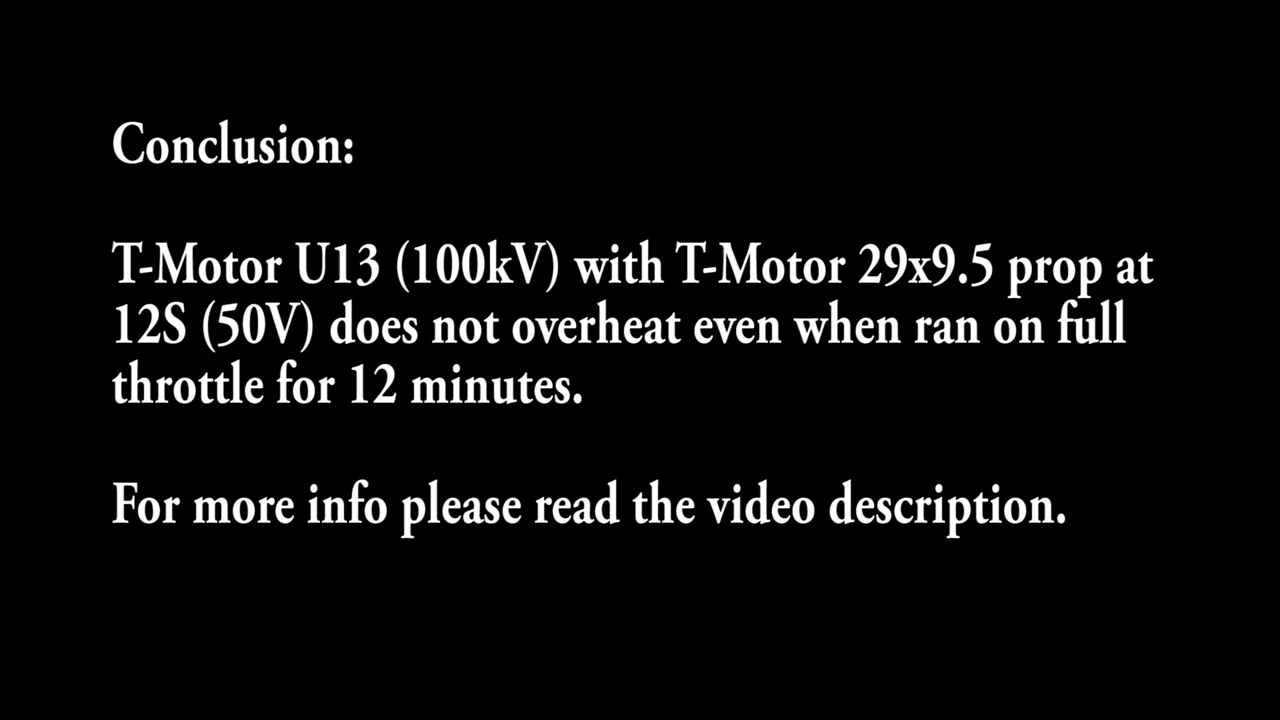 Conclusion:
T-Motor U13 (100kV) with T-Motor 29x9.5 prop at
12S (50V) does not overheat even when ran on full
throttle for 12 minutes.
For more info please read the video description.